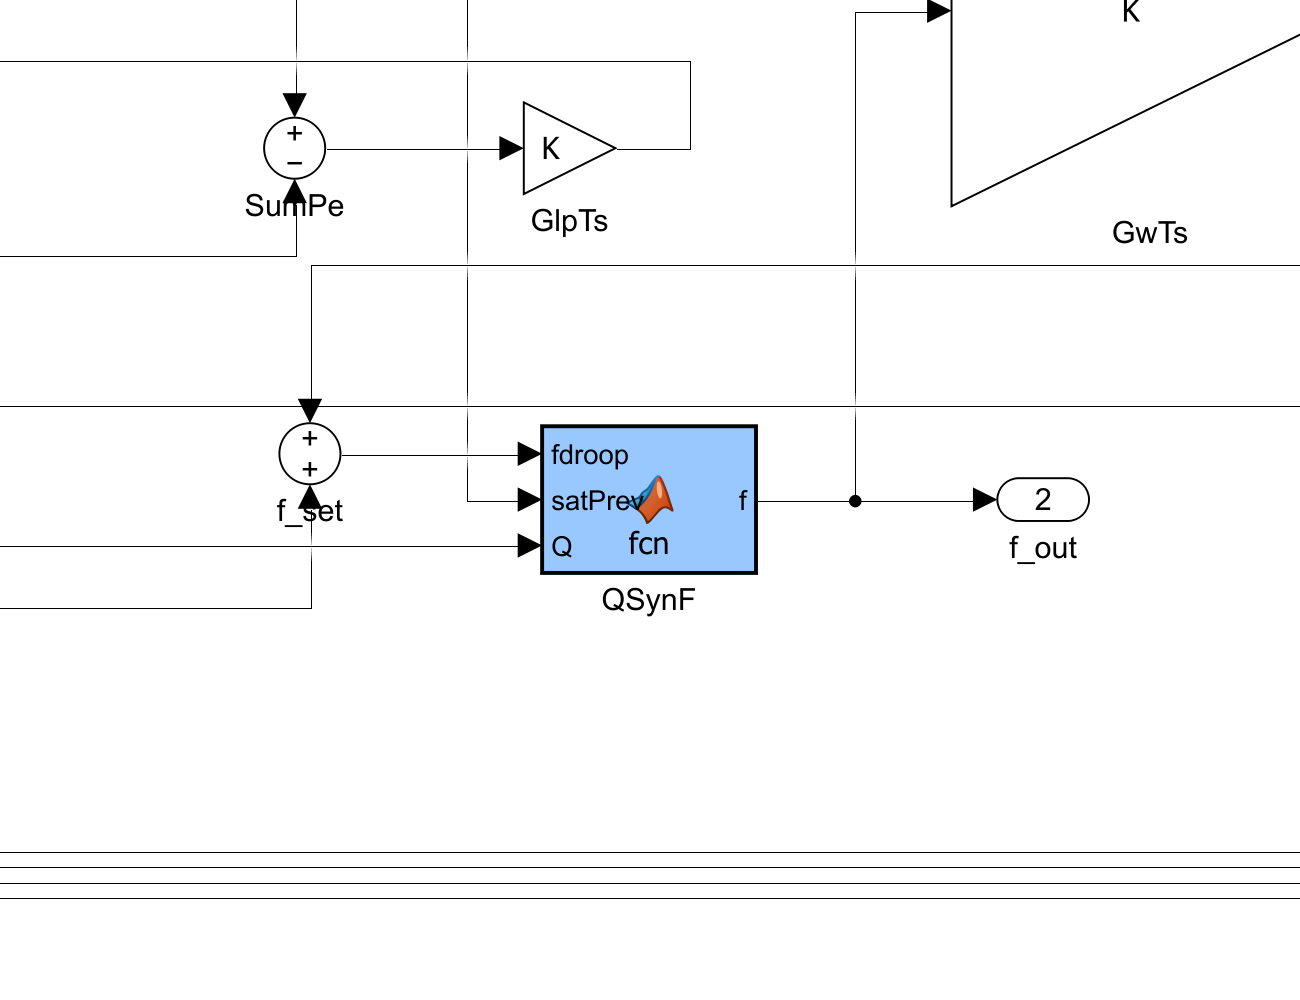 K
+
−
SumPe
K
GlpTs
GwTs
+
+
f_set
fdroop
satPrev
Q
f
fcn
QSynF
2
f_out